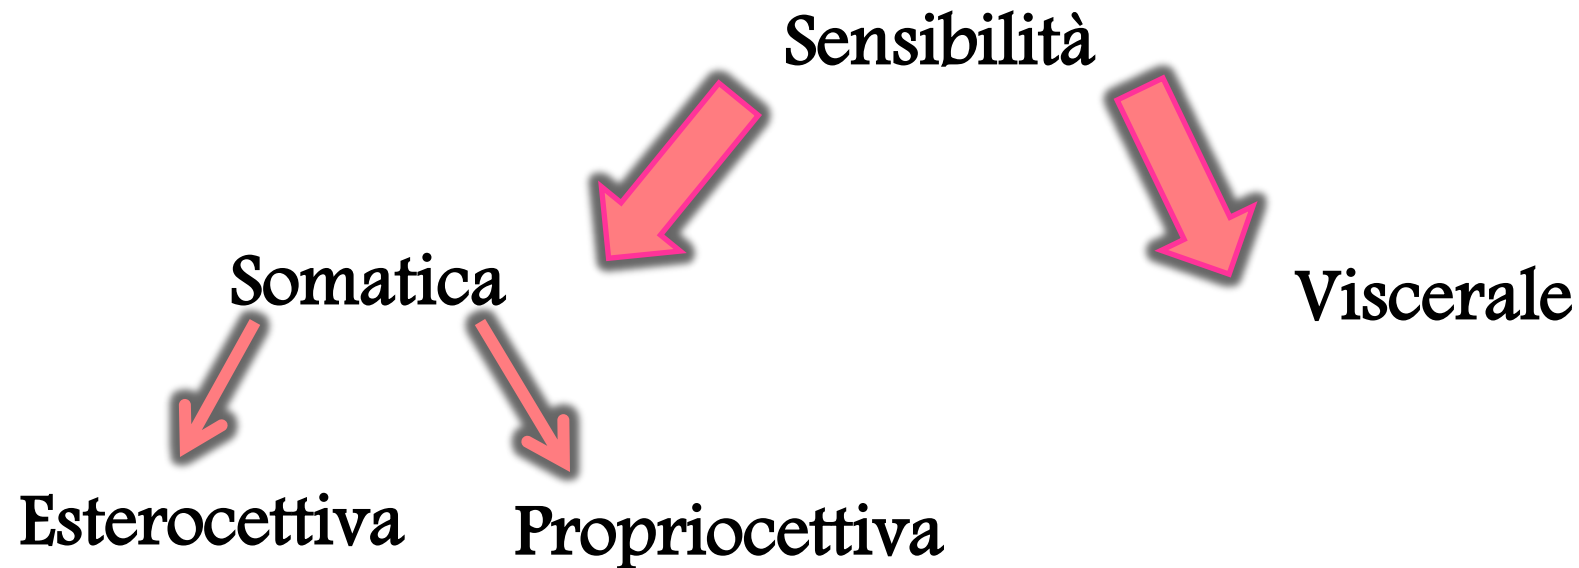 Sensibilità
Somatica
Viscerale
Esterocettiva
Propriocettiva